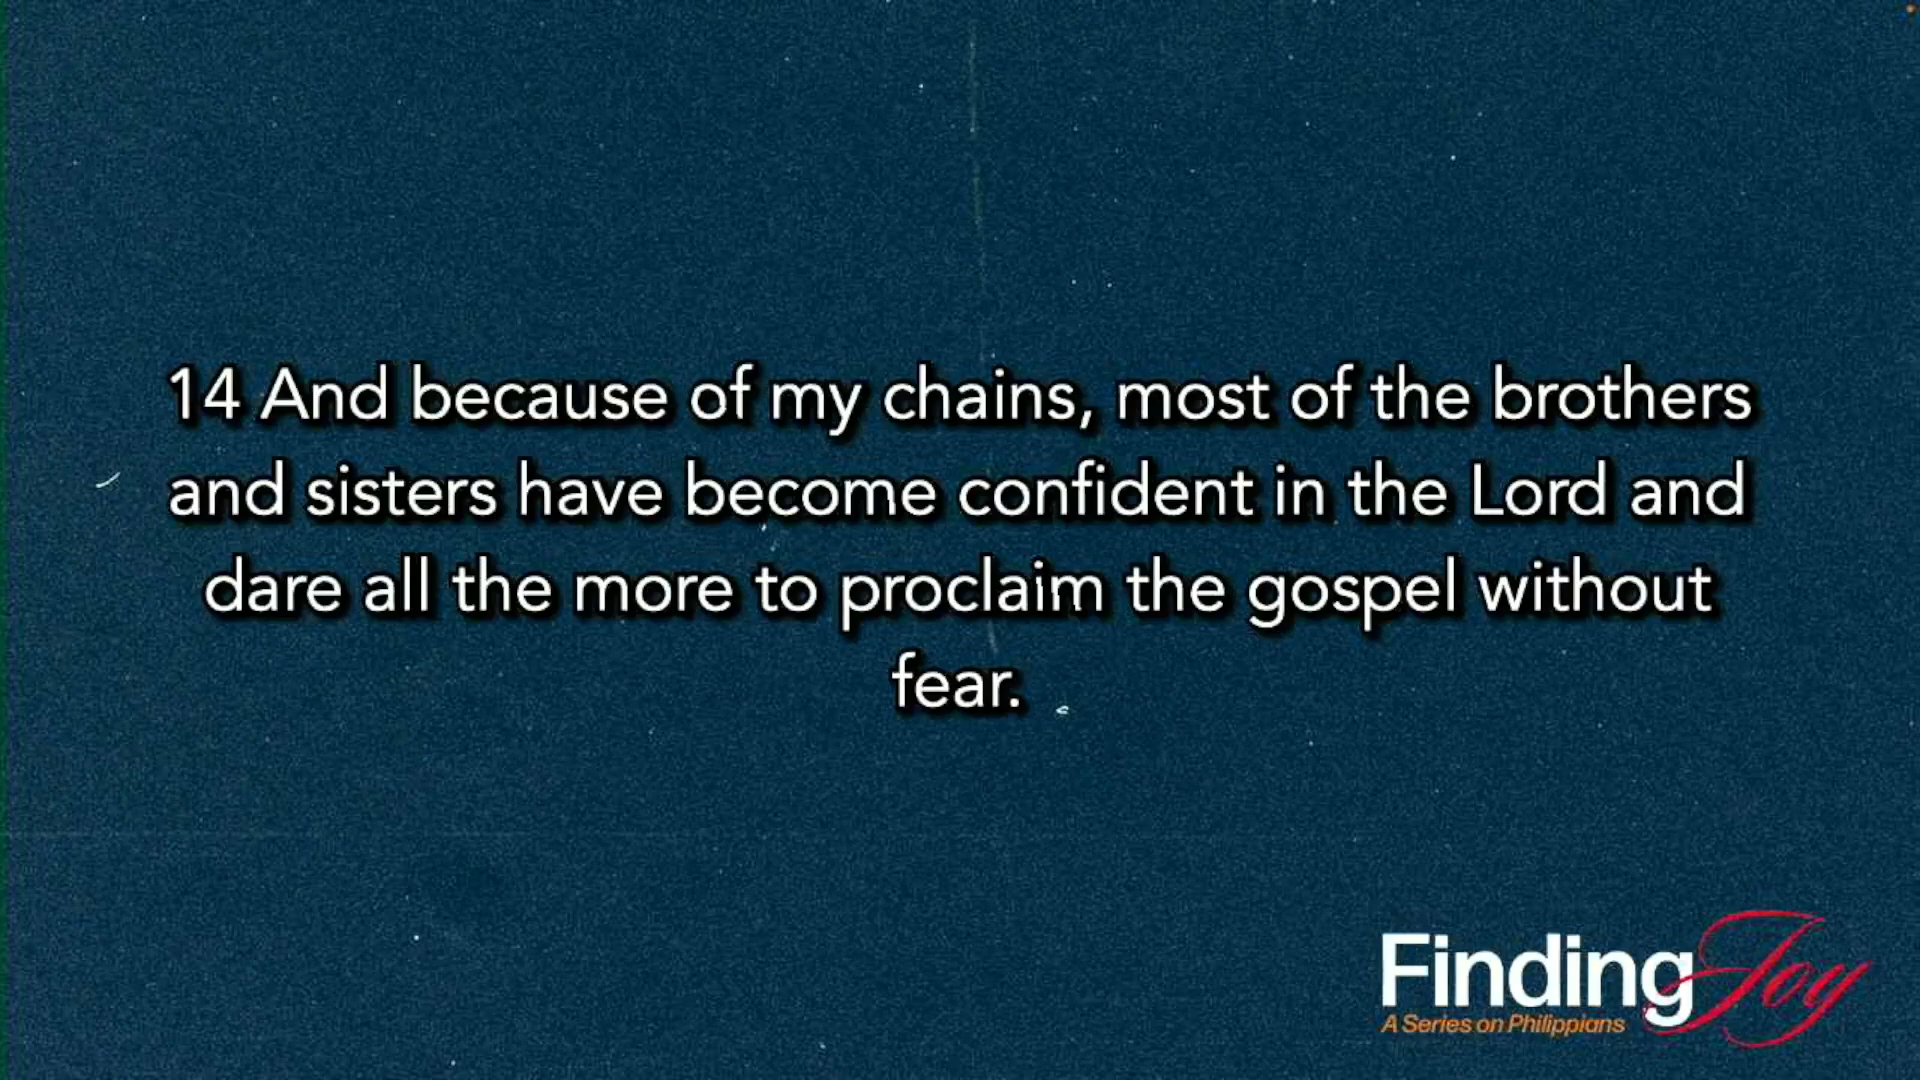 14 And because of my chains, most of the brothers
and sisters have become confident in the Lord and
dare all the more to proclaim the gospel without
fear.
Finding Joy
A Series on Philippians